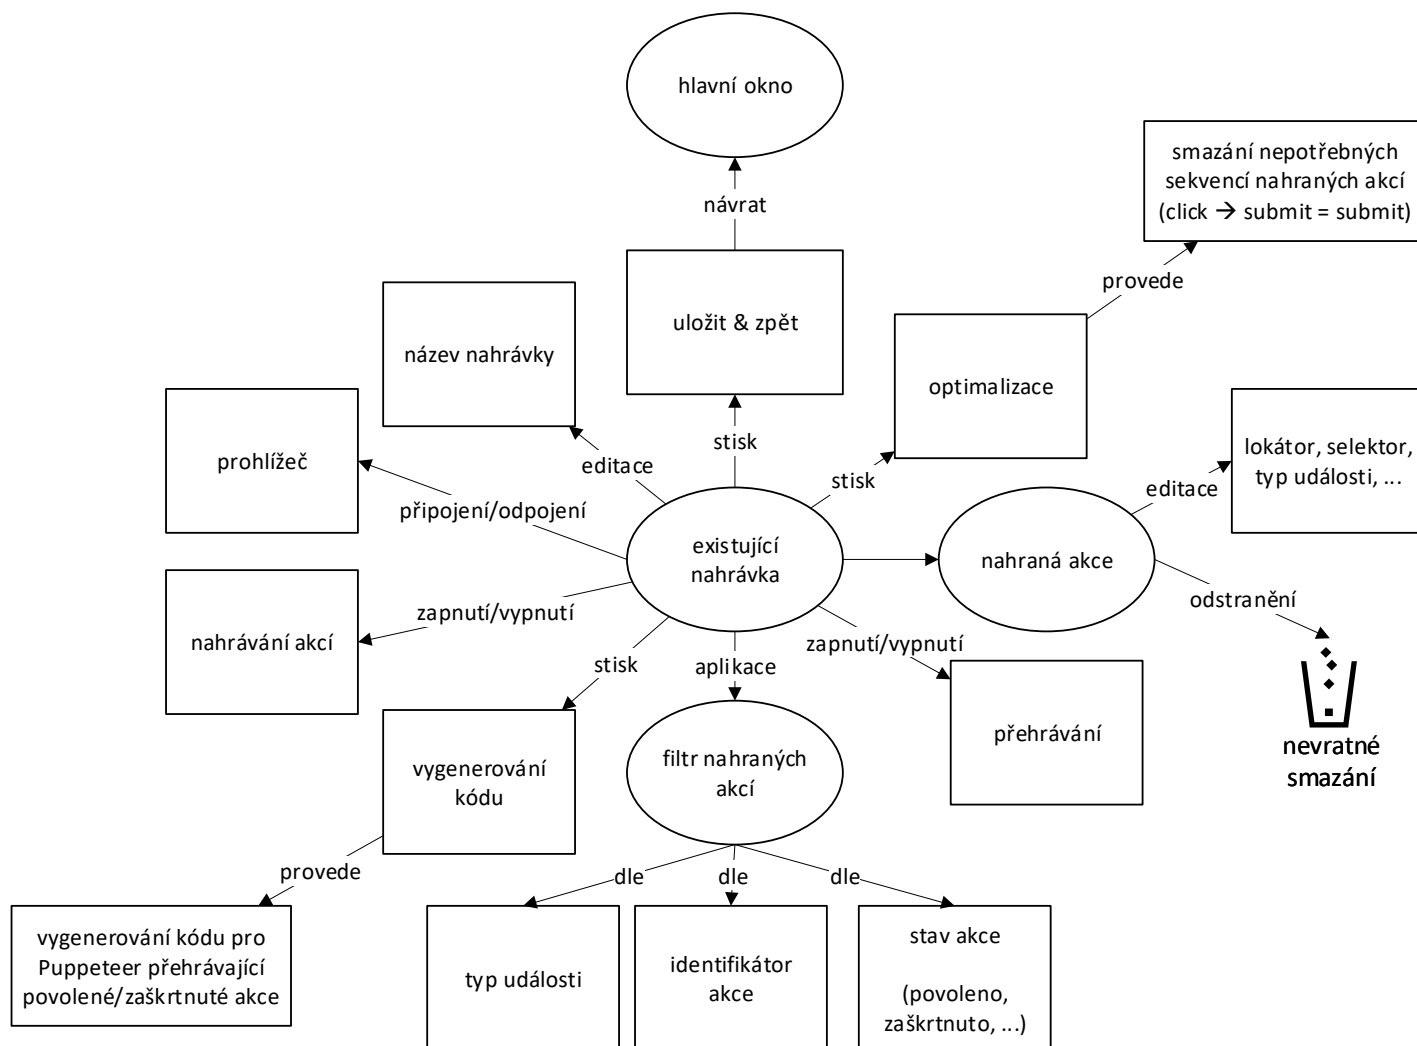 hlavní okno
návrat
smazání nepotřebných
sekvencí nahraných akcí
(click → submit = submit)
provede
uložit & zpět
název nahrávky
optimalizace
prohlížeč
stisk
editace
stisk
lokátor, selektor,
typ události, ...
editace
připojení/odpojení
existující
nahrávka
nahraná akce
odstranění
nahrávání akcí
zapnutí/vypnutí
stisk
aplikace
zapnutí/vypnutí
přehrávání
nevratné
smazání
vygenerování
kódu
filtr nahraných
akcí
provede
dle
dle
dle
vygenerování kódu pro
Puppeteer přehrávající
povolené/zaškrtnuté akce
typ události
identifikátor
akce
stav akce
(povoleno,
zaškrtnuto, ...)